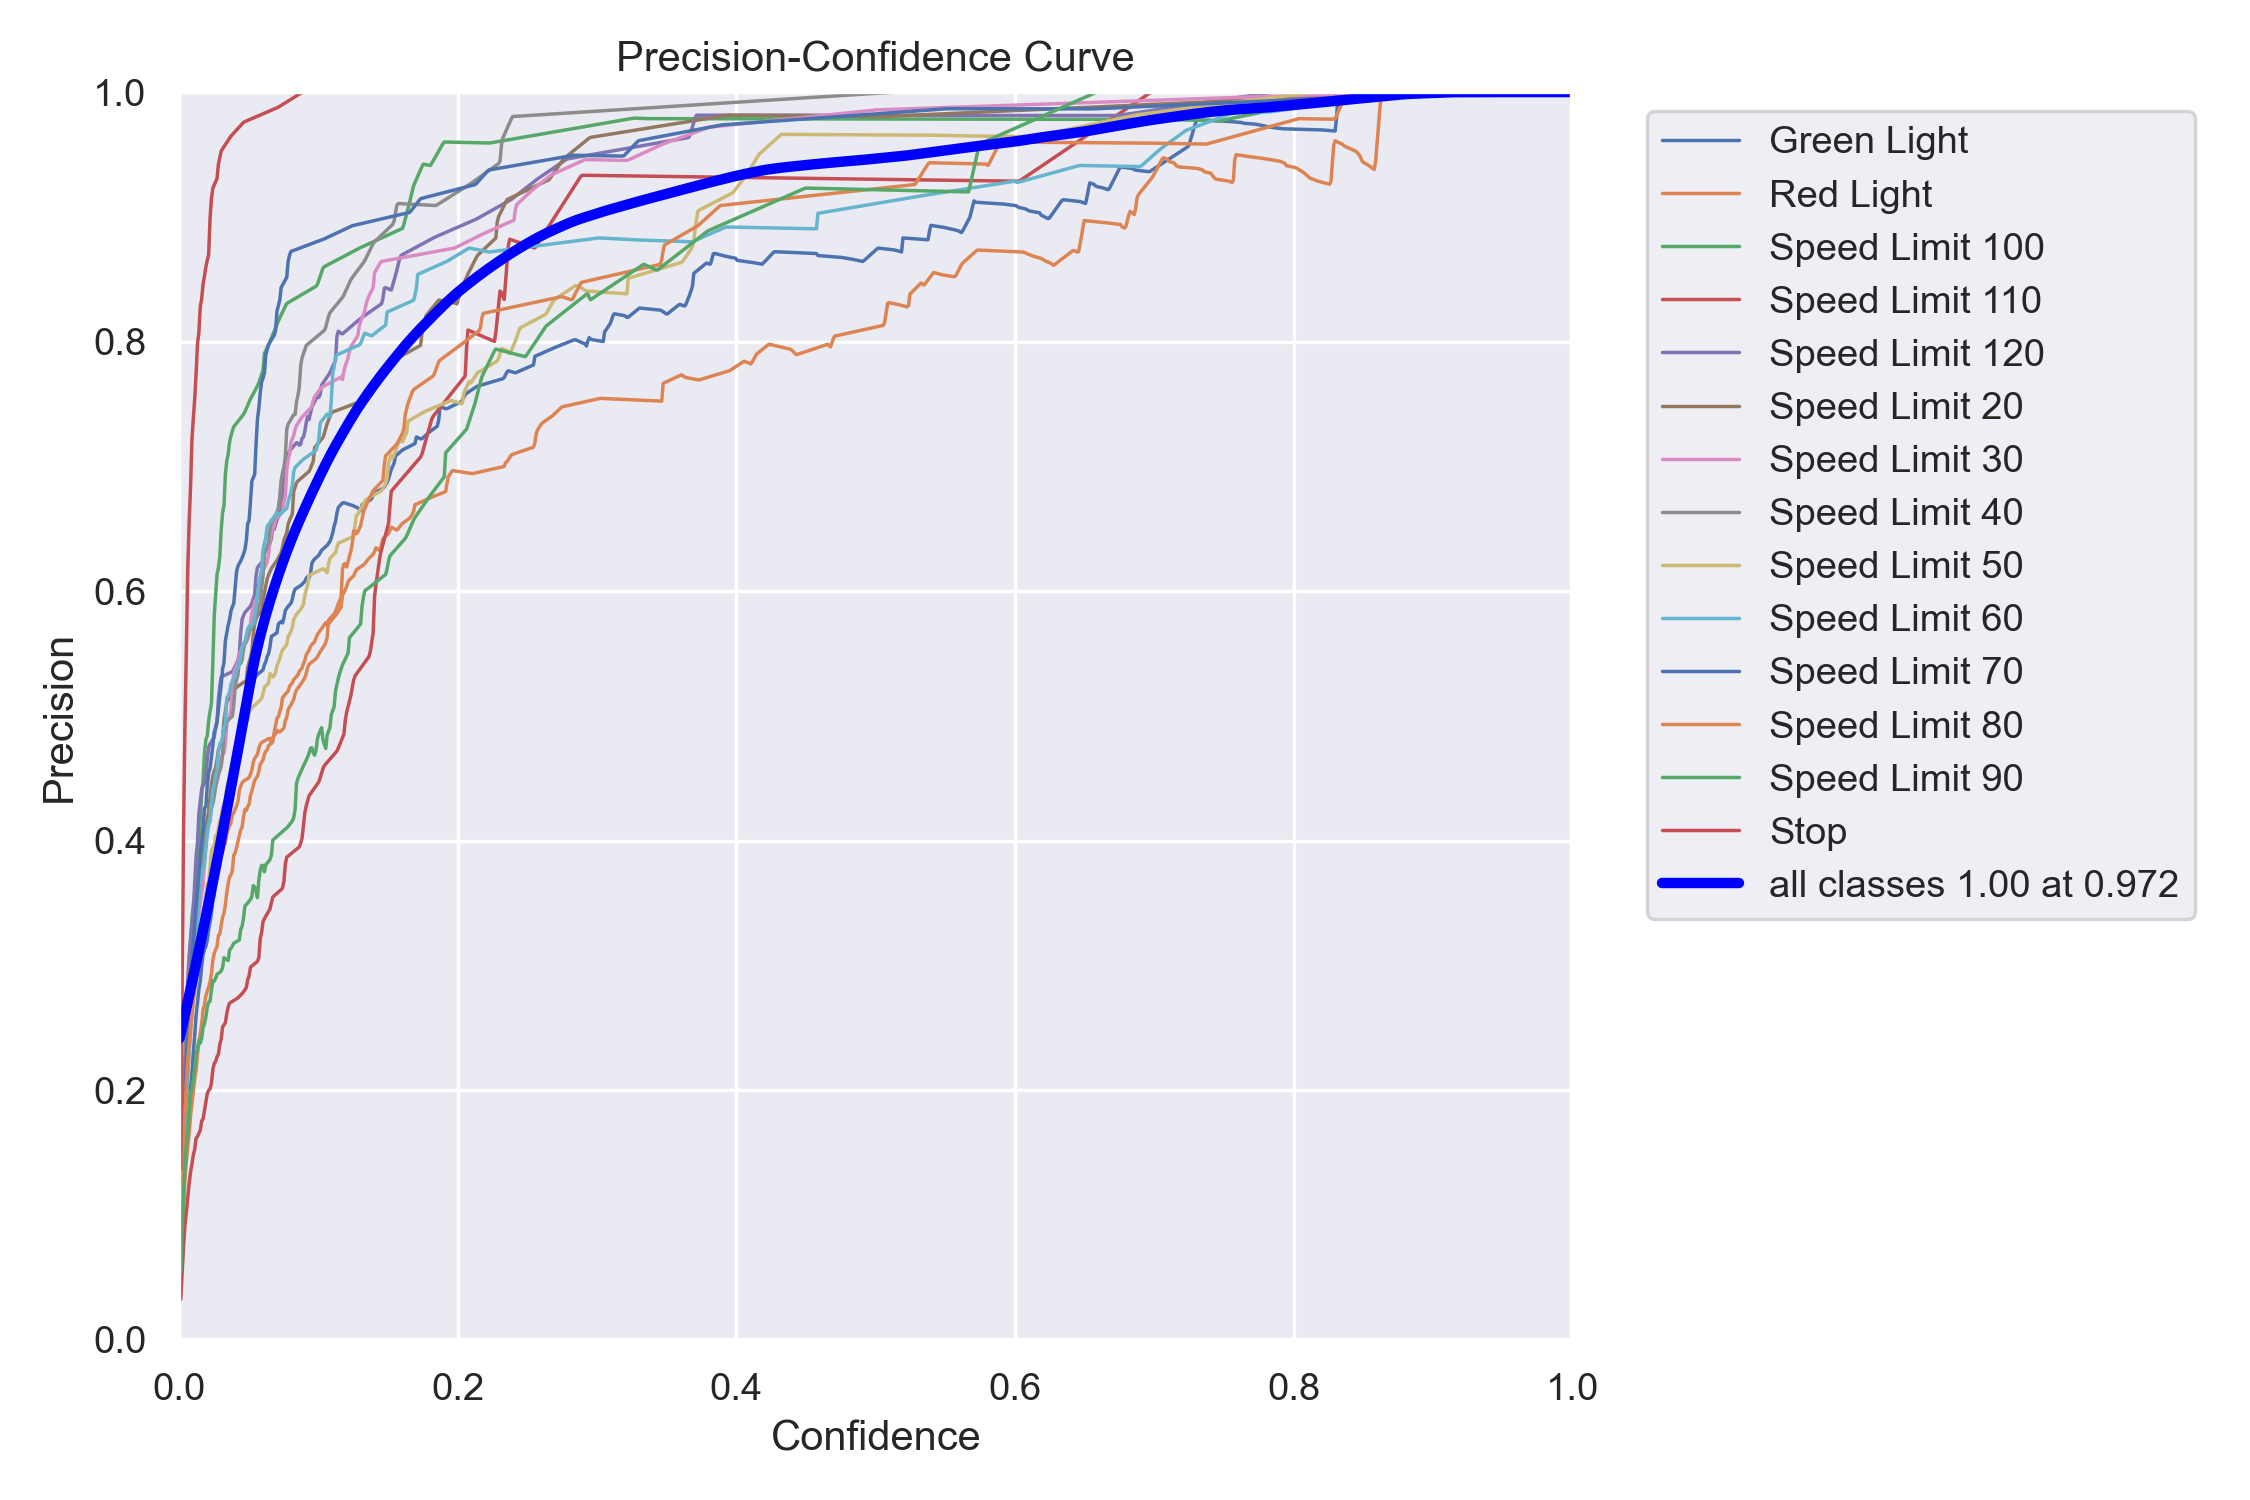 Precision-Confidence Curve
1.0
0.8
0.6
0.4
0.2
0.0
Precision
0.0 0.2 0.4 0.6 0.8 1.0
Confidence
Green Light
Red Light
Speed Limit 100
Speed Limit 110
Speed Limit 120
Speed Limit 20
Speed Limit 30
Speed Limit 40
Speed Limit 50
Speed Limit 60
Speed Limit 70
Speed Limit 80
Speed Limit 90
Stop
all classes 1.00 at 0.972